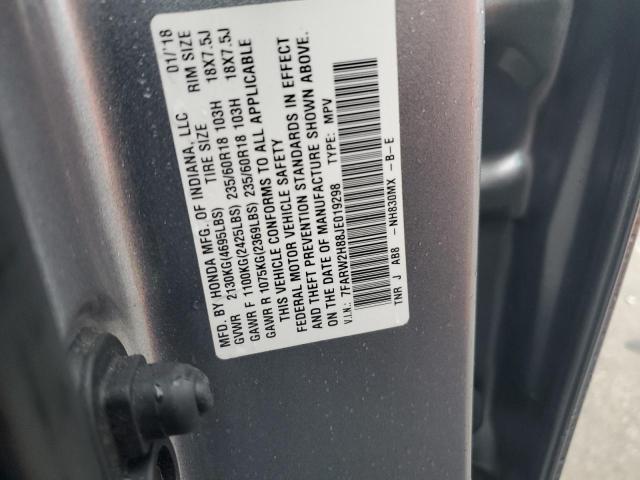 MFD. BY HONDA MFG. OF INDIANA, LLC 01/'18
TIRE SIZE RIM SIZE
GVWR 2130KG(4695LBS)
GAWR F 1100KG(2425LBS) 235/60R18 103H 18X7.5J
GAWR R 1075KG(2369LBS) 235/60R18 103H 18X7.5J
THIS VEHICLE CONFORMS TO ALL APPLICABLE
FEDERAL MOTOR VEHICLE SAFETY
AND THEFT PREVENTION STANDARDS IN EFFECT
ON THE DATE OF MANUFACTURE SHOWN ABOVE.
V.I.N.: 7FARW2H88JE019298 TYPE: MPV
TNR J AB8 -NH830MX -B-E